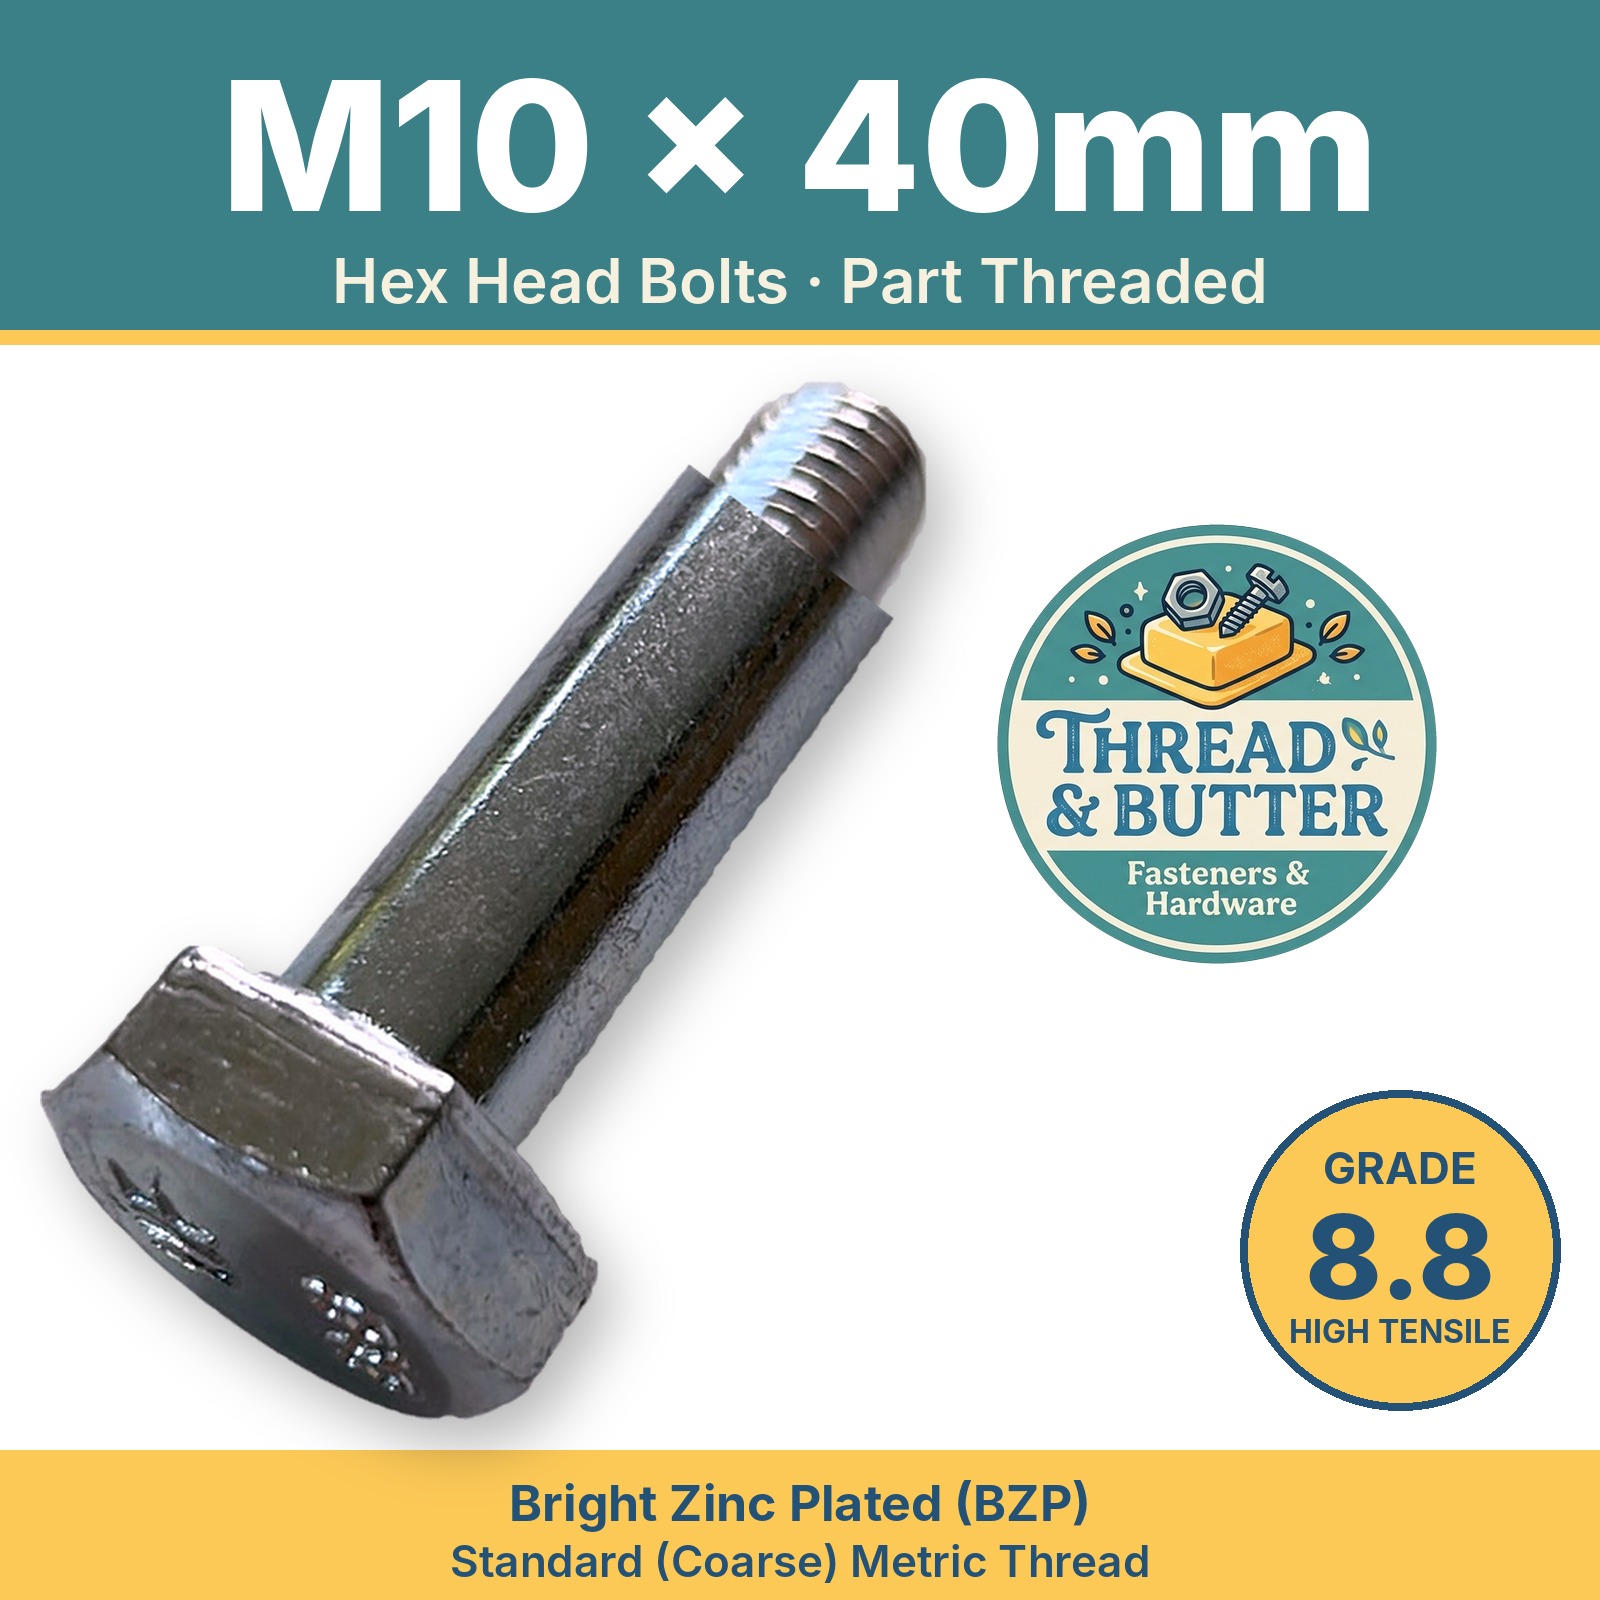 M10 × 40mm
Hex Head Bolts · Part Threaded
THREAD
& BUTTER
Fasteners &
Hardware
GRADE
8.8
HIGH TENSILE
Bright Zinc Plated (BZP)
Standard (Coarse) Metric Thread